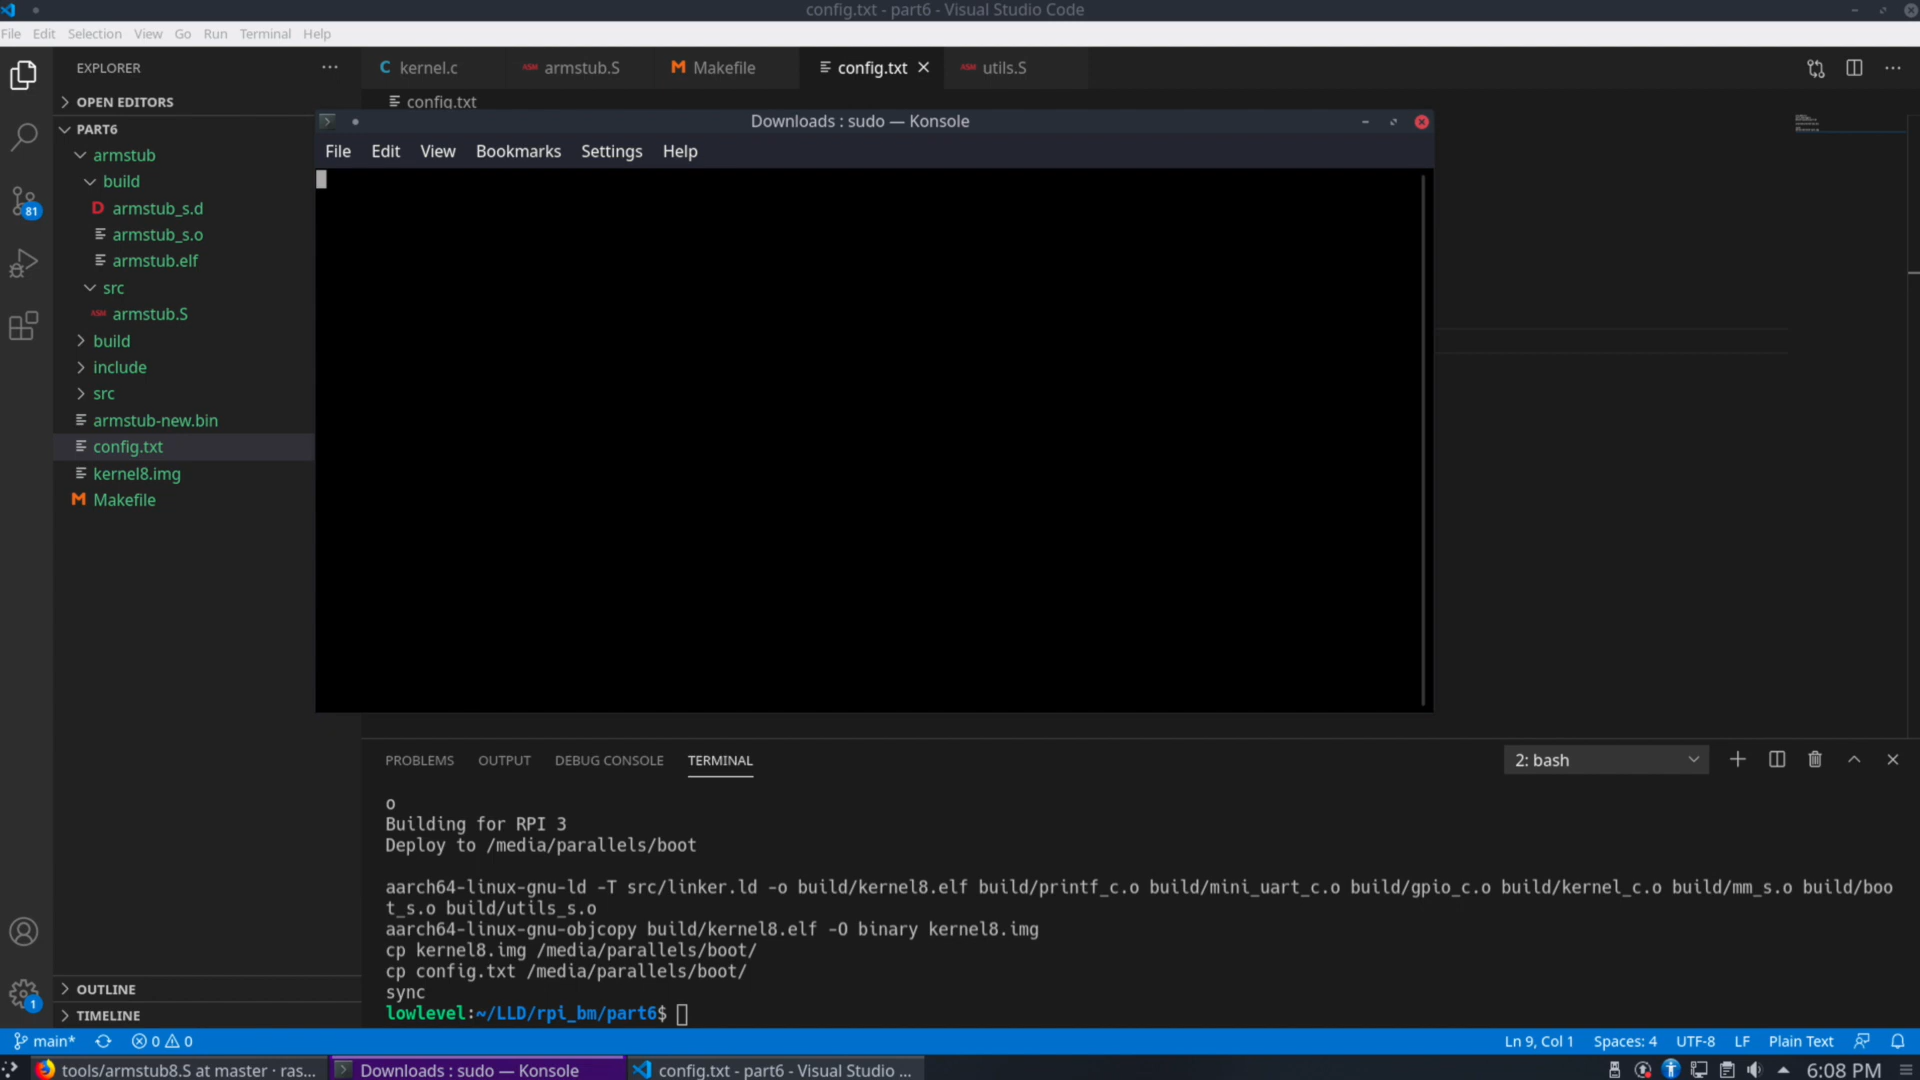 config.txt - part6 - Visual Studio Code
File Edit Selection View Go Run Terminal Help
EXPLORER
kernel.c
ASM armstub.S
Makefile
config.txt
ASM utils.S
OPEN EDITORS
config.txt
PART6
armstub
build
armstub_s.d
armstub_s.o
armstub.elf
src
ASM armstub.S
build
include
src
armstub-new.bin
config.txt
kernel8.img
Makefile
81
Downloads : sudo — Konsole
File Edit View Bookmarks Settings Help
PROBLEMS OUTPUT DEBUG CONSOLE TERMINAL
2: bash
o
Building for RPI 3
Deploy to /media/parallels/boot
aarch64-linux-gnu-ld -T src/linker.ld -o build/kernel8.elf build/printf_c.o build/mini_uart_c.o build/gpio_c.o build/kernel_c.o build/mm_s.o build/boo
t_s.o build/utils_s.o
aarch64-linux-gnu-objcopy build/kernel8.elf -O binary kernel8.img
cp kernel8.img /media/parallels/boot/
cp config.txt /media/parallels/boot/
sync
lowlevel:~/LLD/rpi_bm/part6$
OUTLINE
TIMELINE
1
main* 0 0
Ln 9, Col 1 Spaces: 4 UTF-8 LF Plain Text
tools/armstub8.S at master · ras...
Downloads : sudo — Konsole
config.txt - part6 - Visual Studio ...
6:08 PM